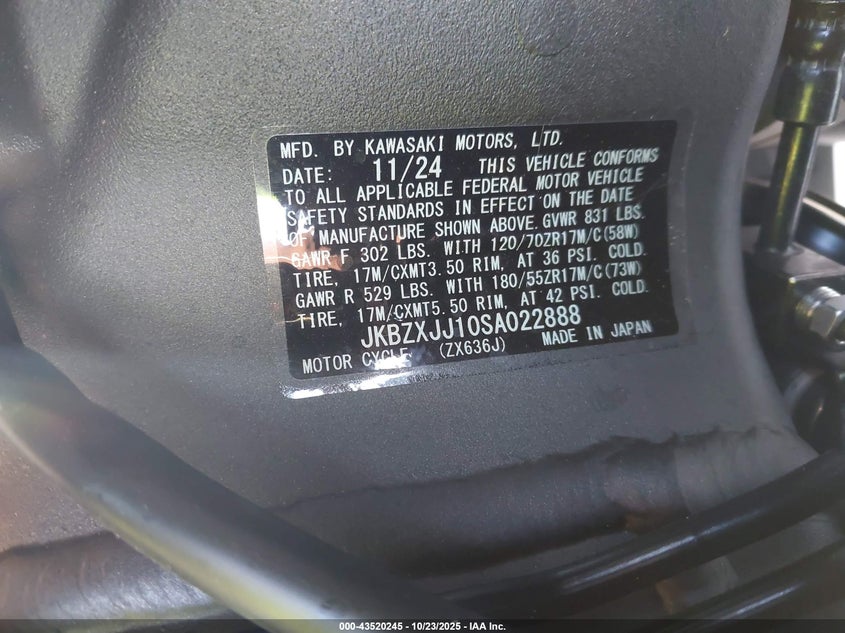 MFD. BY KAWASAKI MOTORS, LTD.
DATE: 11/24 THIS VEHICLE CONFORMS
TO ALL APPLICABLE FEDERAL MOTOR VEHICLE
SAFETY STANDARDS IN EFFECT ON THE DATE
OF MANUFACTURE SHOWN ABOVE. GVWR 831 LBS.
GAWR F 302 LBS. WITH 120/70ZR17M/C(58W)
TIRE, 17M/CXMT3.50 RIM, AT 36 PSI. COLD.
GAWR R 529 LBS. WITH 180/55ZR17M/C(73W)
TIRE, 17M/CXMT5.50 RIM, AT 42 PSI. COLD.
JKBZXJJ10SA022888
MOTOR CYCLE (ZX636J) MADE IN JAPAN
000-43520245 - 10/23/2025 - © IAA Inc.